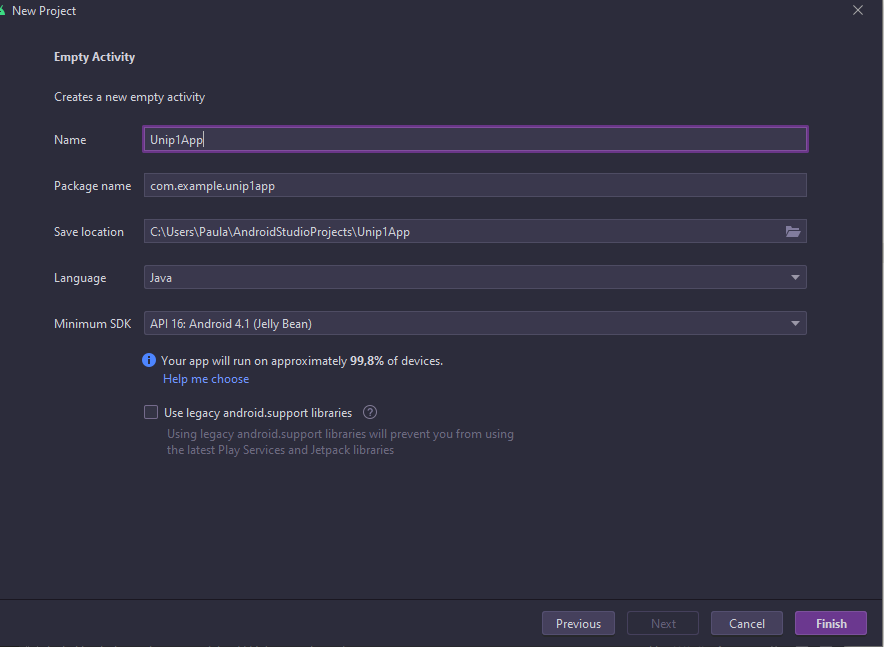 New Project
Empty Activity
Creates a new empty activity
Name Unip1App
Package name com.example.unip1app
Save location C:\Users\Paula\AndroidStudioProjects\Unip1App
Language Java
Minimum SDK API 16: Android 4.1 (Jelly Bean)
Your app will run on approximately 99,8% of devices.
Help me choose
Use legacy android.support libraries ?
Using legacy android.support libraries will prevent you from using
the latest Play Services and Jetpack libraries
Previous Next Cancel Finish